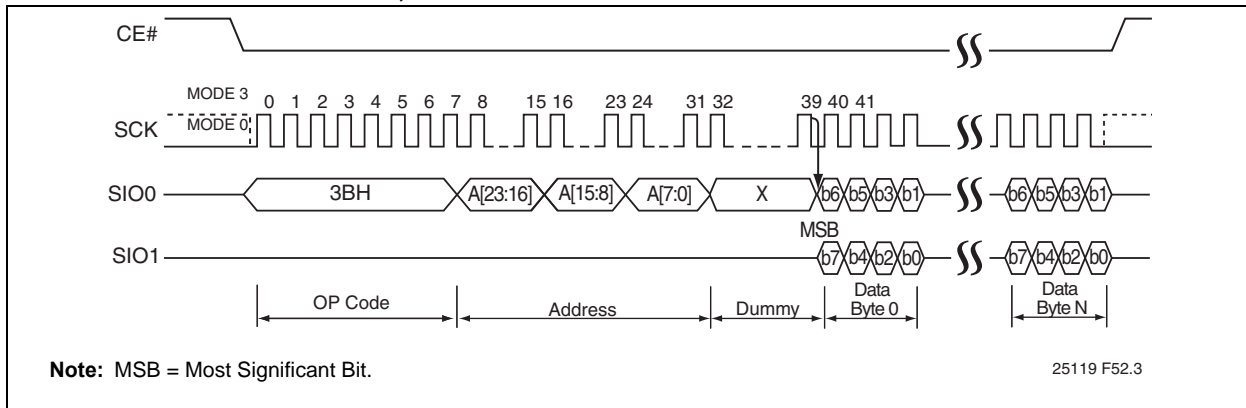 CE#
MODE 3
0 1 2 3 4 5 6 7 8 15 16 23 24 31 32 39 40 41
SCK
MODE 0
SIO0 3BH A[23:16] A[15:8] A[7:0] X b6 b5 b3 b1 b6 b5 b3 b1
MSB
SIO1 b7 b4 b2 b0 b7 b4 b2 b0
OP Code Address Dummy Data Byte 0 Data Byte N
Note: MSB = Most Significant Bit.
25119 F52.3